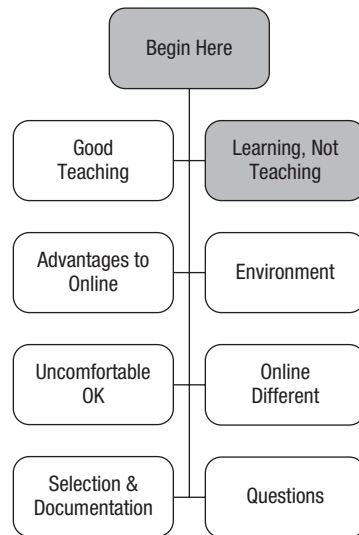 Begin Here
Good
Teaching
Learning, Not
Teaching
Advantages to
Online
Environment
Uncomfortable
OK
Online
Different
Selection &
Documentation
Questions